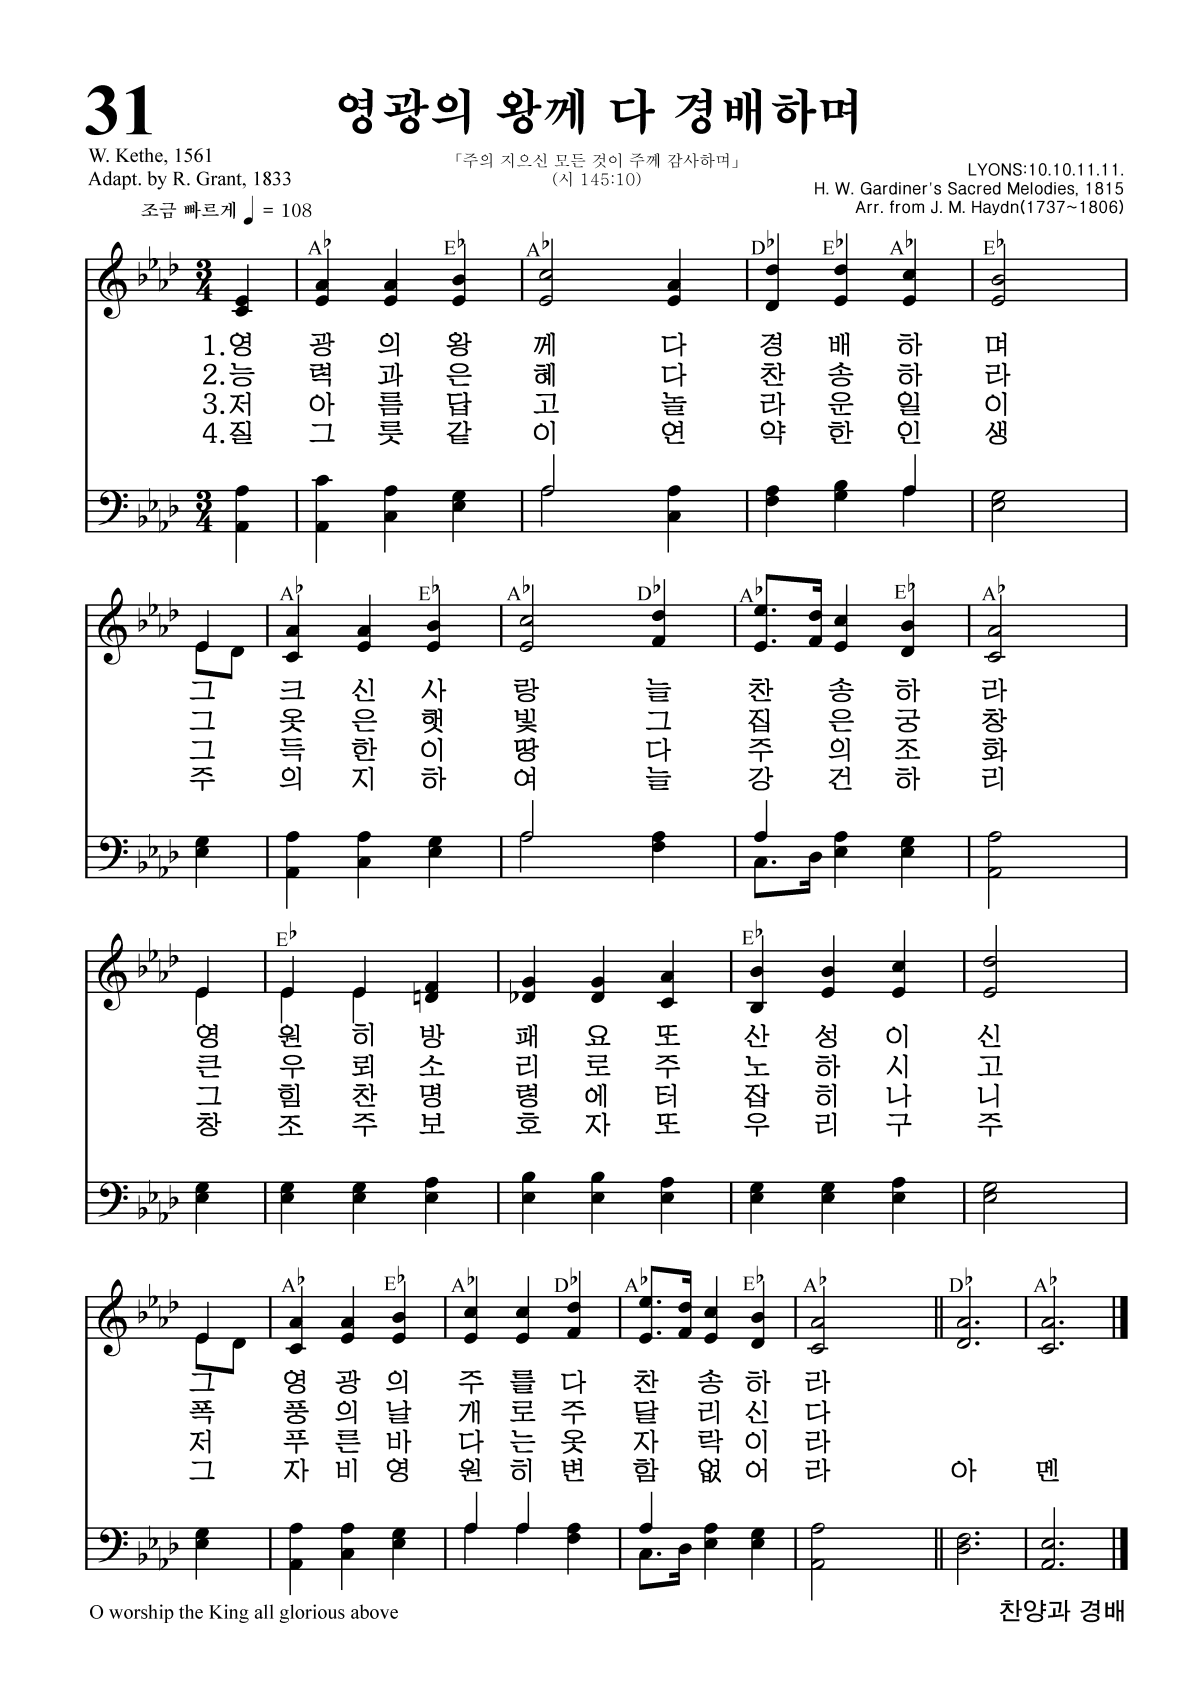 31 영광의 왕께 다 경배하며
W. Kethe, 1561
Adapt. by R. Grant, 1833
「주의 지으신 모든 것이 주께 감사하며」
(시 145:10)
LYONS:10.10.11.11.
H. W. Gardiner's Sacred Melodies, 1815
Arr. from J. M. Haydn(1737~1806)
조금 빠르게 ♩ = 108
A♭ E♭ A♭ D♭ E♭ A♭ E♭
3 4
1.영 광 의 왕 께 다 경 배 하 며
2.능 력 과 은 혜 다 찬 송 하 라
3.저 아 름 답 고 놀 라 운 일 이
4.질 그 릇 같 이 연 약 한 인 생
3 4
A♭ E♭ A♭ D♭ A♭ E♭ A♭
그 크 신 사 랑 늘 찬 송 하 라
그 옷 은 햇 빛 그 집 은 궁 창
그 득 한 이 땅 다 주 의 조 화
주 의 지 하 여 늘 강 건 하 리
E♭ E♭
영 원 히 방 패 요 또 산 성 이 신
큰 우 뢰 소 리 로 주 노 하 시 고
그 힘 찬 명 령 에 터 잡 히 나 니
창 조 주 보 호 자 또 우 리 구 주
A♭ E♭ A♭ D♭ A♭ E♭ A♭ D♭ A♭
그 영 광 의 주 를 다 찬 송 하 라
폭 풍 의 날 개 로 주 달 리 신 다
저 푸 른 바 다 는 옷 자 락 이 라
그 자 비 영 원 히 변 함 없 어 라 아 멘
O worship the King all glorious above
찬양과 경배